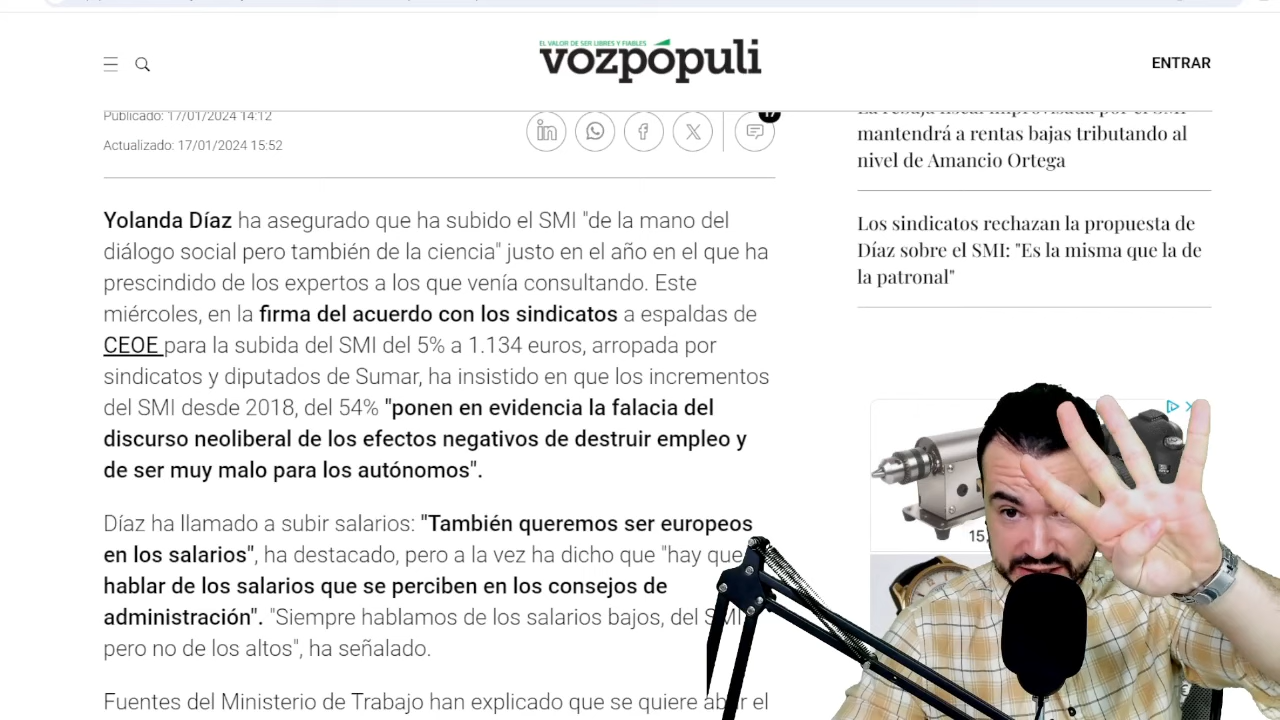 EL VALOR DE SER LIBRES Y FIABLES
vozpópuli
ENTRAR
Publicado: 17/01/2024 14:12
Actualizado: 17/01/2024 15:52
mantendrá a rentas bajas tributando al
nivel de Amancio Ortega
Los sindicatos rechazan la propuesta de
Díaz sobre el SMI: "Es la misma que la de
la patronal"
Yolanda Díaz ha asegurado que ha subido el SMI "de la mano del
diálogo social pero también de la ciencia" justo en el año en el que ha
prescindido de los expertos a los que venía consultando. Este
miércoles, en la firma del acuerdo con los sindicatos a espaldas de
CEOE para la subida del SMI del 5% a 1.134 euros, arropada por
sindicatos y diputados de Sumar, ha insistido en que los incrementos
del SMI desde 2018, del 54% "ponen en evidencia la falacia del
discurso neoliberal de los efectos negativos de destruir empleo y
de ser muy malo para los autónomos".
Díaz ha llamado a subir salarios: "También queremos ser europeos
en los salarios", ha destacado, pero a la vez ha dicho que "hay que
hablar de los salarios que se perciben en los consejos de
administración". "Siempre hablamos de los salarios bajos, del SMI
pero no de los altos", ha señalado.
Fuentes del Ministerio de Trabajo han explicado que se quiere abrir el
15,